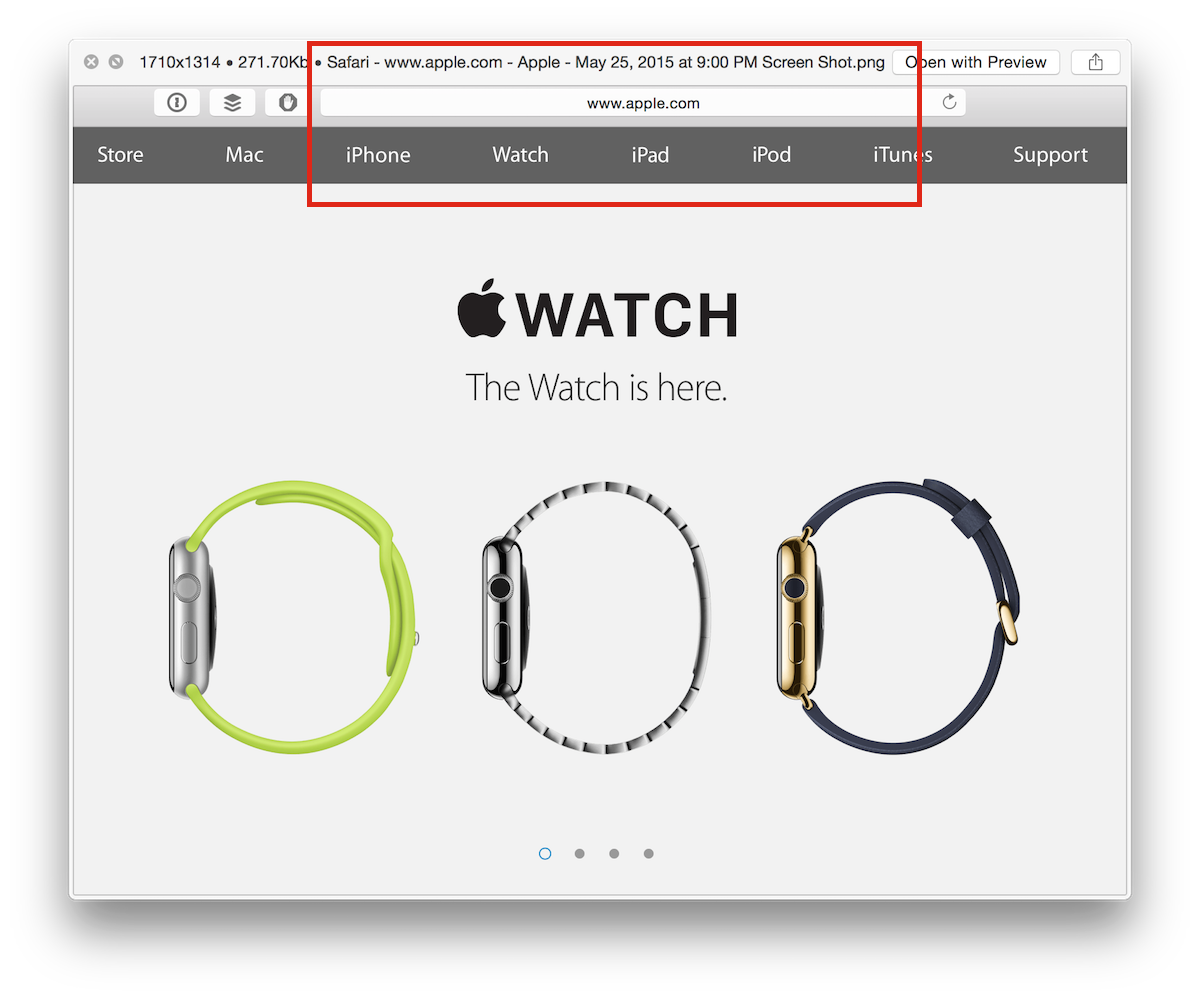 1710x1314 • 271.70Kb • Safari - www.apple.com - Apple - May 25, 2015 at 9:00 PM Screen Shot.png Open with Preview
www.apple.com
Store Mac iPhone Watch iPad iPod iTunes Support
WATCH
The Watch is here.